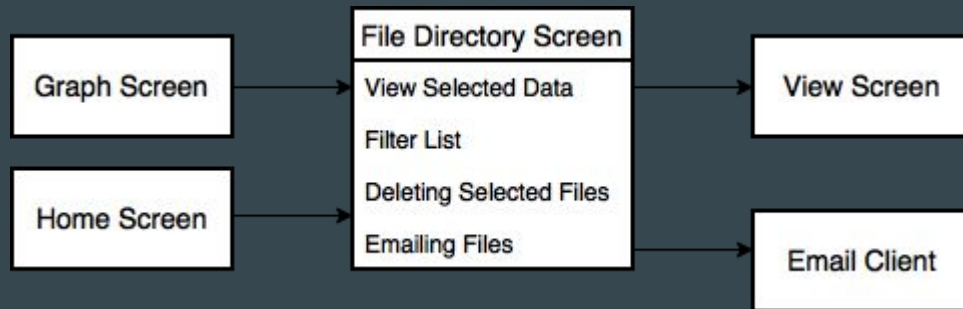 Graph Screen
Home Screen
File Directory Screen
View Selected Data
Filter List
Deleting Selected Files
Emailing Files
View Screen
Email Client